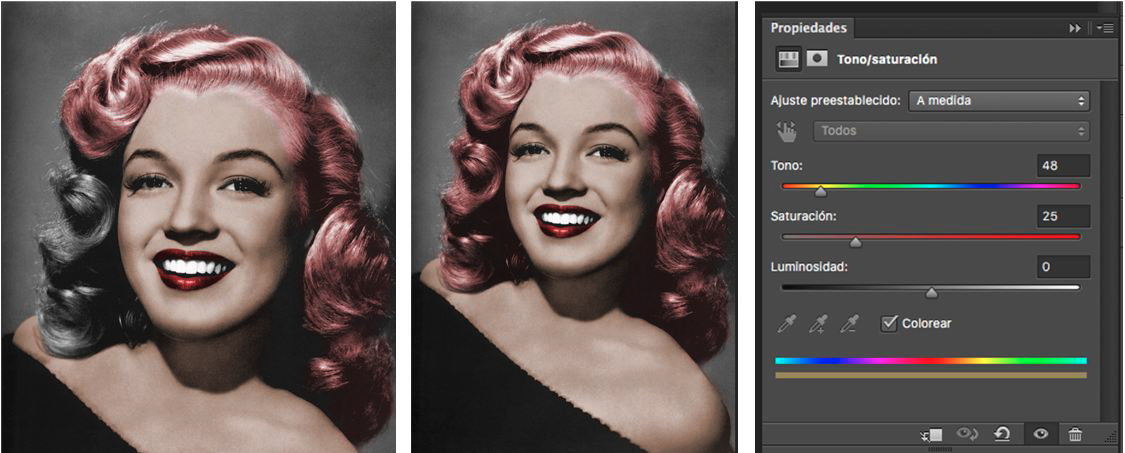 Propiedades
Tono/saturación
Ajuste preestablecido: A medida
Todos
Tono: 48
Saturación: 25
Luminosidad: 0
Colorear